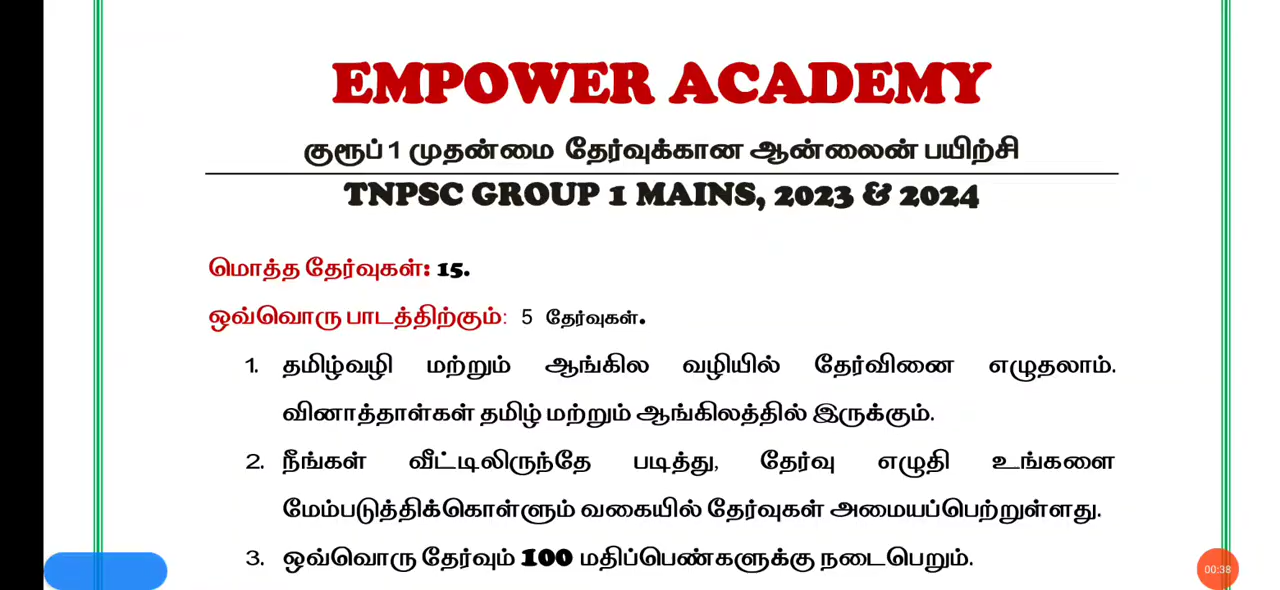 EMPOWER ACADEMY
குரூப் 1 முதன்மை தேர்வுக்கான ஆன்லைன் பயிற்சி
TNPSC GROUP 1 MAINS, 2023 & 2024
மொத்த தேர்வுகள்: 15.
ஒவ்வொரு பாடத்திற்கும்: 5 தேர்வுகள்.
1. தமிழ்வழி மற்றும் ஆங்கில வழியில் தேர்வினை எழுதலாம்.
வினாத்தாள்கள் தமிழ் மற்றும் ஆங்கிலத்தில் இருக்கும்.
2. நீங்கள் வீட்டிலிருந்தே படித்து, தேர்வு எழுதி உங்களை
மேம்படுத்திக்கொள்ளும் வகையில் தேர்வுகள் அமையப்பெற்றுள்ளது.
3. ஒவ்வொரு தேர்வும் 100 மதிப்பெண்களுக்கு நடைபெறும்.
00:38